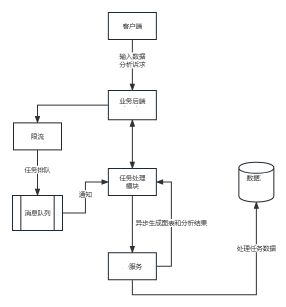 客户端
输入数据
分析诉求
业务后端
限流
任务排队
消息队列
通知
任务处理
模块
数据
异步生成图表和分析结果
处理任务数据
服务